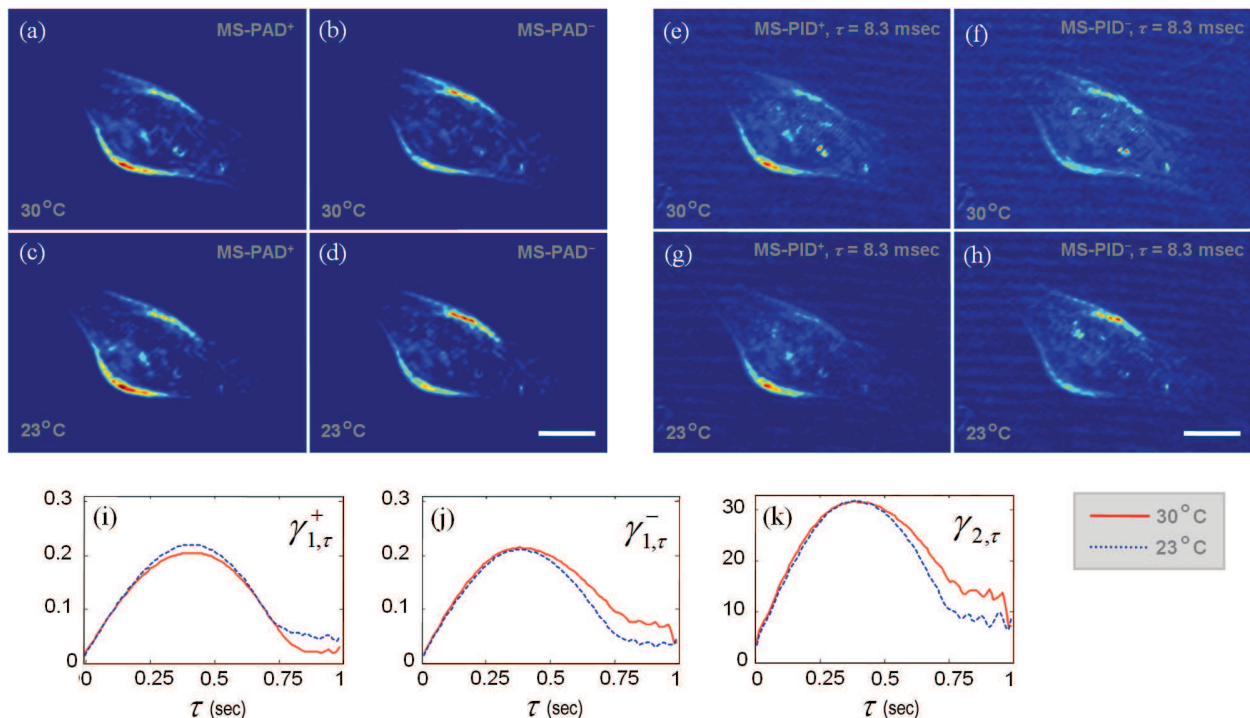 (a) MS-PAD⁺
30°C
(b) MS-PAD⁻
30°C
(c) MS-PAD⁺
23°C
(d) MS-PAD⁻
23°C
(e) MS-PID⁺, τ = 8.3 msec
30°C
(f) MS-PID⁻, τ = 8.3 msec
30°C
(g) MS-PID⁺, τ = 8.3 msec
23°C
(h) MS-PID⁻, τ = 8.3 msec
23°C
(i) γ⁺1,τ
0.3
0.2
0.1
0
0 0.25 0.5 0.75 1
τ (sec)
(j) γ⁻1,τ
0.3
0.2
0.1
0
0 0.25 0.5 0.75 1
τ (sec)
(k) γ2,τ
30
20
10
0
0 0.25 0.5 0.75 1
τ (sec)
30°C
23°C